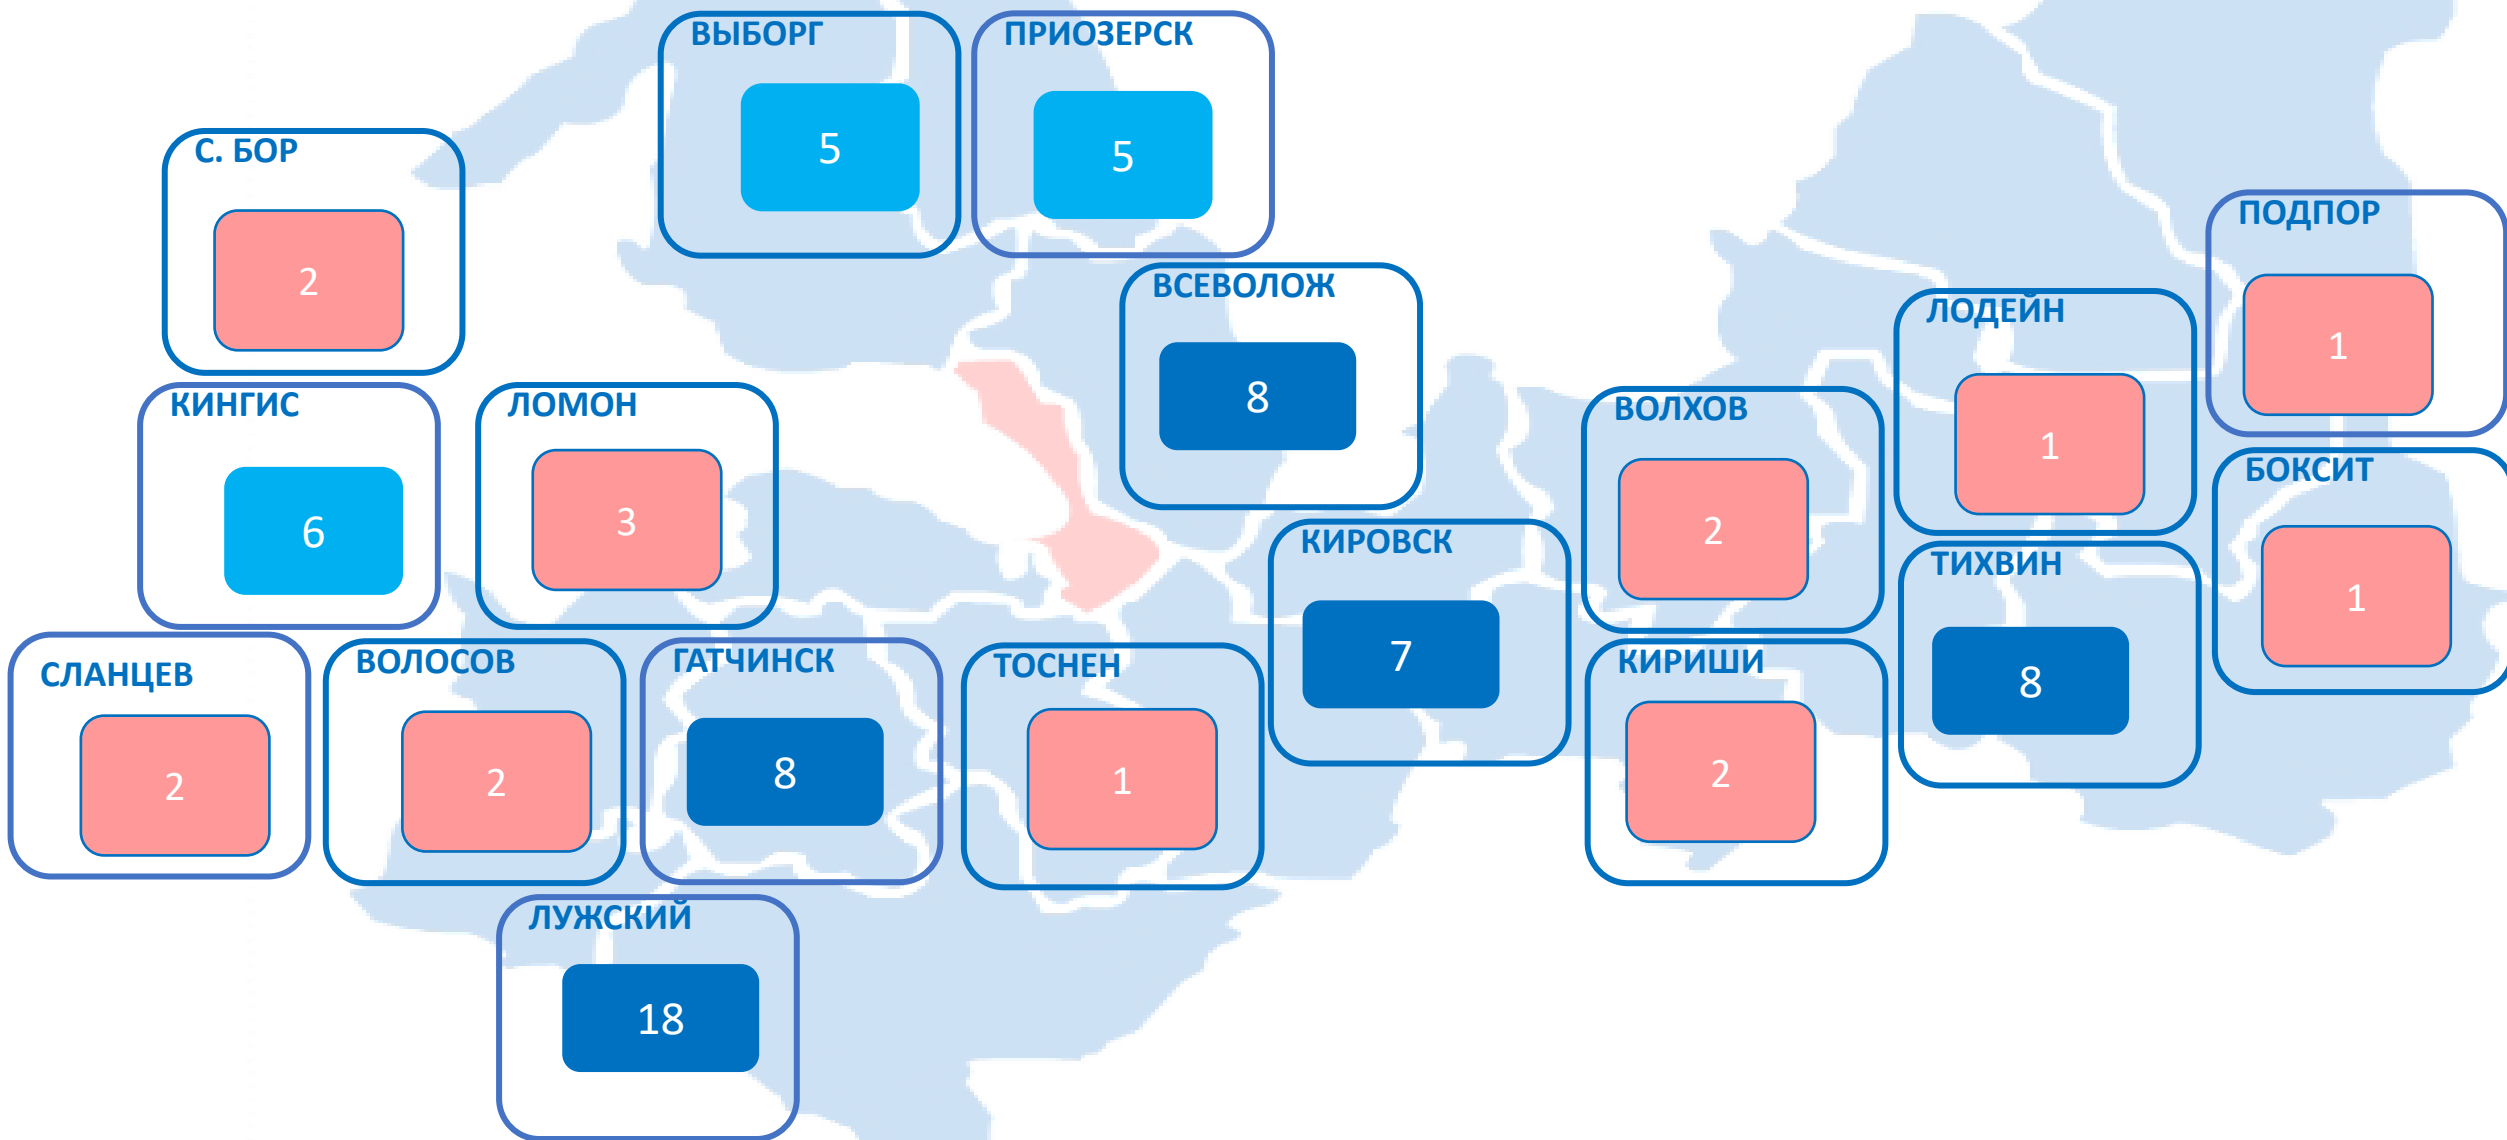 ВЫБОРГ
5
ПРИОЗЕРСК
5
С. БОР
2
ПОДПОР
1
ВСЕВОЛОЖ
8
ЛОДЕЙН
1
КИНГИС
6
ЛОМОН
3
ВОЛХОВ
2
БОКСИТ
1
КИРОВСК
7
ТИХВИН
8
СЛАНЦЕВ
2
ВОЛОСОВ
2
ГАТЧИНСК
8
ТОСНЕН
1
КИРИШИ
2
ЛУЖСКИЙ
18